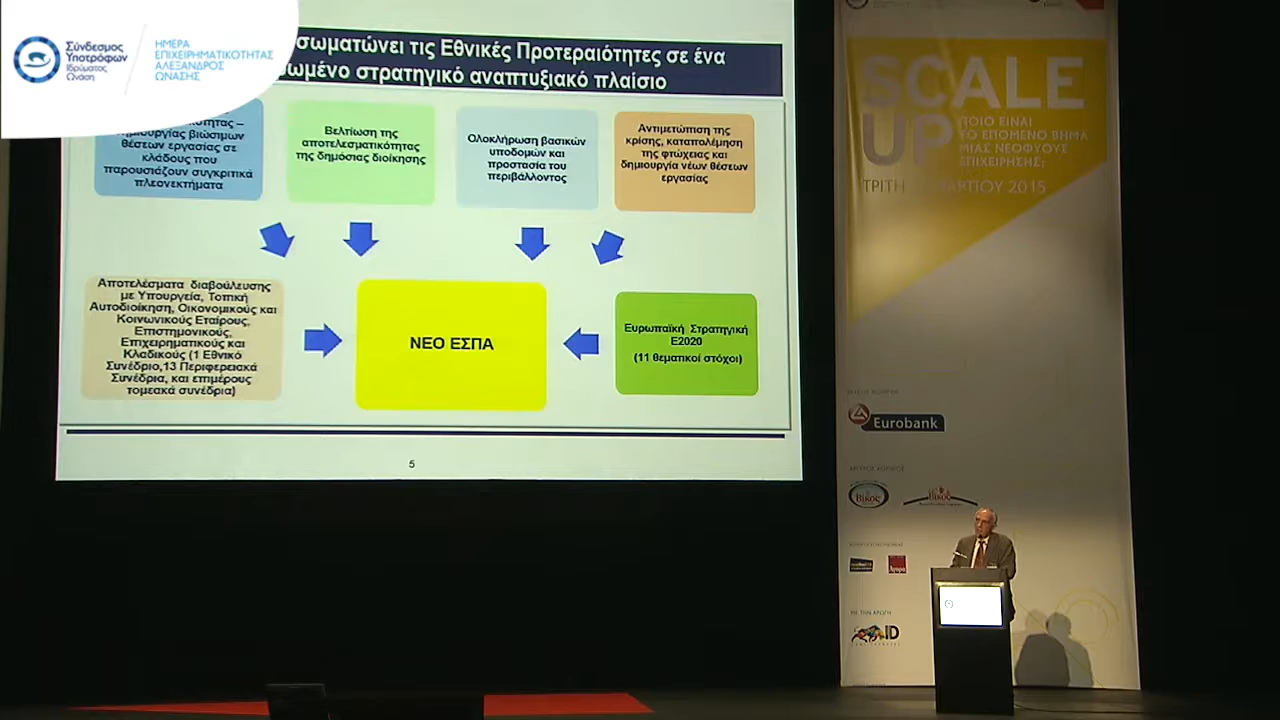 Σύνδεσμος
Υποτρόφων
Ιδρύματος
Ωνάση
ΗΜΕΡΑ
ΕΠΙΧΕΙΡΗΜΑΤΙΚΟΤΗΤΑΣ
ΑΛΕΞΑΝΔΡΟΣ
ΩΝΑΣΗΣ
σωματώνει τις Εθνικές Προτεραιότητες σε ένα
ωμένο στρατηγικό αναπτυξιακό πλαίσιο
βιώσιμων
θέσεων εργασίας σε
κλάδους που
παρουσιάζουν συγκριτικά
πλεονεκτήματα
Βελτίωση της
αποτελεσματικότητας
της δημόσιας διοίκησης
Ολοκλήρωση βασικών
υποδομών και
προστασία του
περιβάλλοντος
Αντιμετώπιση της
κρίσης, καταπολέμηση
της φτώχειας και
δημιουργία νέων θέσεων
εργασίας
Αποτελέσματα διαβούλευσης
με Υπουργεία, Τοπική
Αυτοδιοίκηση, Οικονομικούς και
Κοινωνικούς Εταίρους,
Επιστημονικούς,
Επιχειρηματικούς και
Κλαδικούς (1 Εθνικό
Συνέδριο,13 Περιφερειακά
Συνέδρια, και επιμέρους
τομεακά συνέδρια)
ΝΕΟ ΕΣΠΑ
Ευρωπαϊκή Στρατηγική
Ε2020
(11 θεματικοί στόχοι)
5
SCALE
UP
ΠΟΙΟ ΕΙΝΑΙ
ΤΟ ΕΠΟΜΕΝΟ ΒΗΜΑ
ΜΙΑΣ ΝΕΟΦΥΟΥΣ
ΕΠΙΧΕΙΡΗΣΗΣ;
ΤΡΙΤΗ ΜΑΡΤΙΟΥ 2015
Eurobank
Βίκος
Βίκος
ID